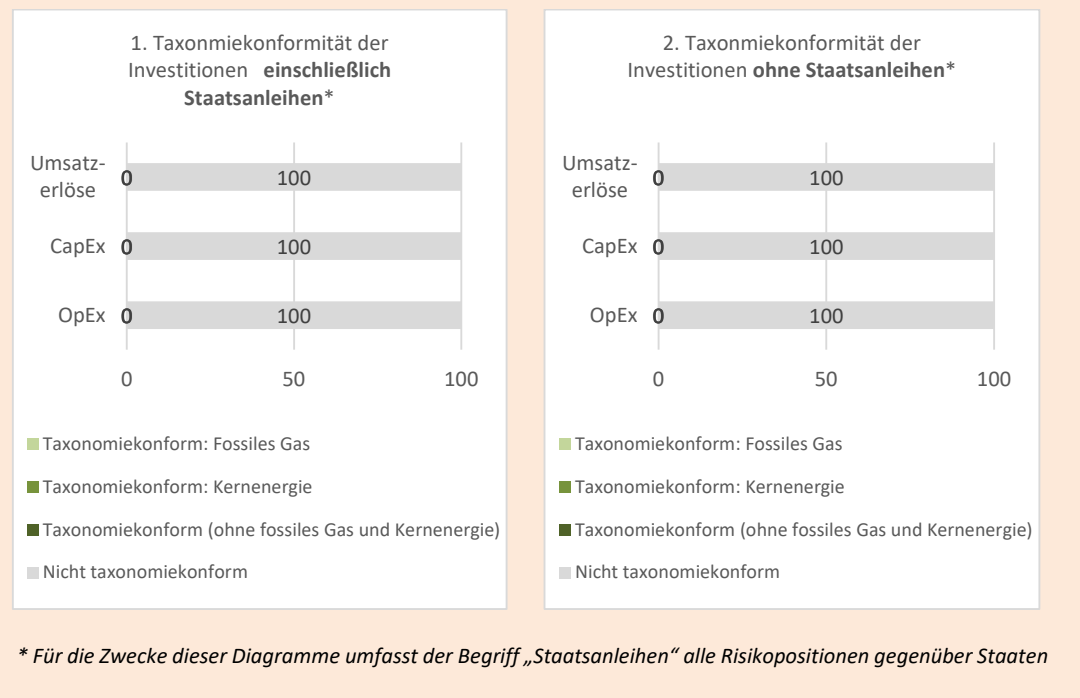 1. Taxonmiekonformität der
Investitionen einschließlich
Staatsanleihen*
Umsatz-
erlöse
0 100
CapEx 0 100
OpEx 0 100
0 50 100
Taxonomiekonform: Fossiles Gas
Taxonomiekonform: Kernenergie
Taxonomiekonform (ohne fossiles Gas und Kernenergie)
Nicht taxonomiekonform
2. Taxonmiekonformität der
Investitionen ohne Staatsanleihen*
Umsatz-
erlöse
0 100
CapEx 0 100
OpEx 0 100
0 50 100
Taxonomiekonform: Fossiles Gas
Taxonomiekonform: Kernenergie
Taxonomiekonform (ohne fossiles Gas und Kernenergie)
Nicht taxonomiekonform
* Für die Zwecke dieser Diagramme umfasst der Begriff „Staatsanleihen“ alle Risikopositionen gegenüber Staaten